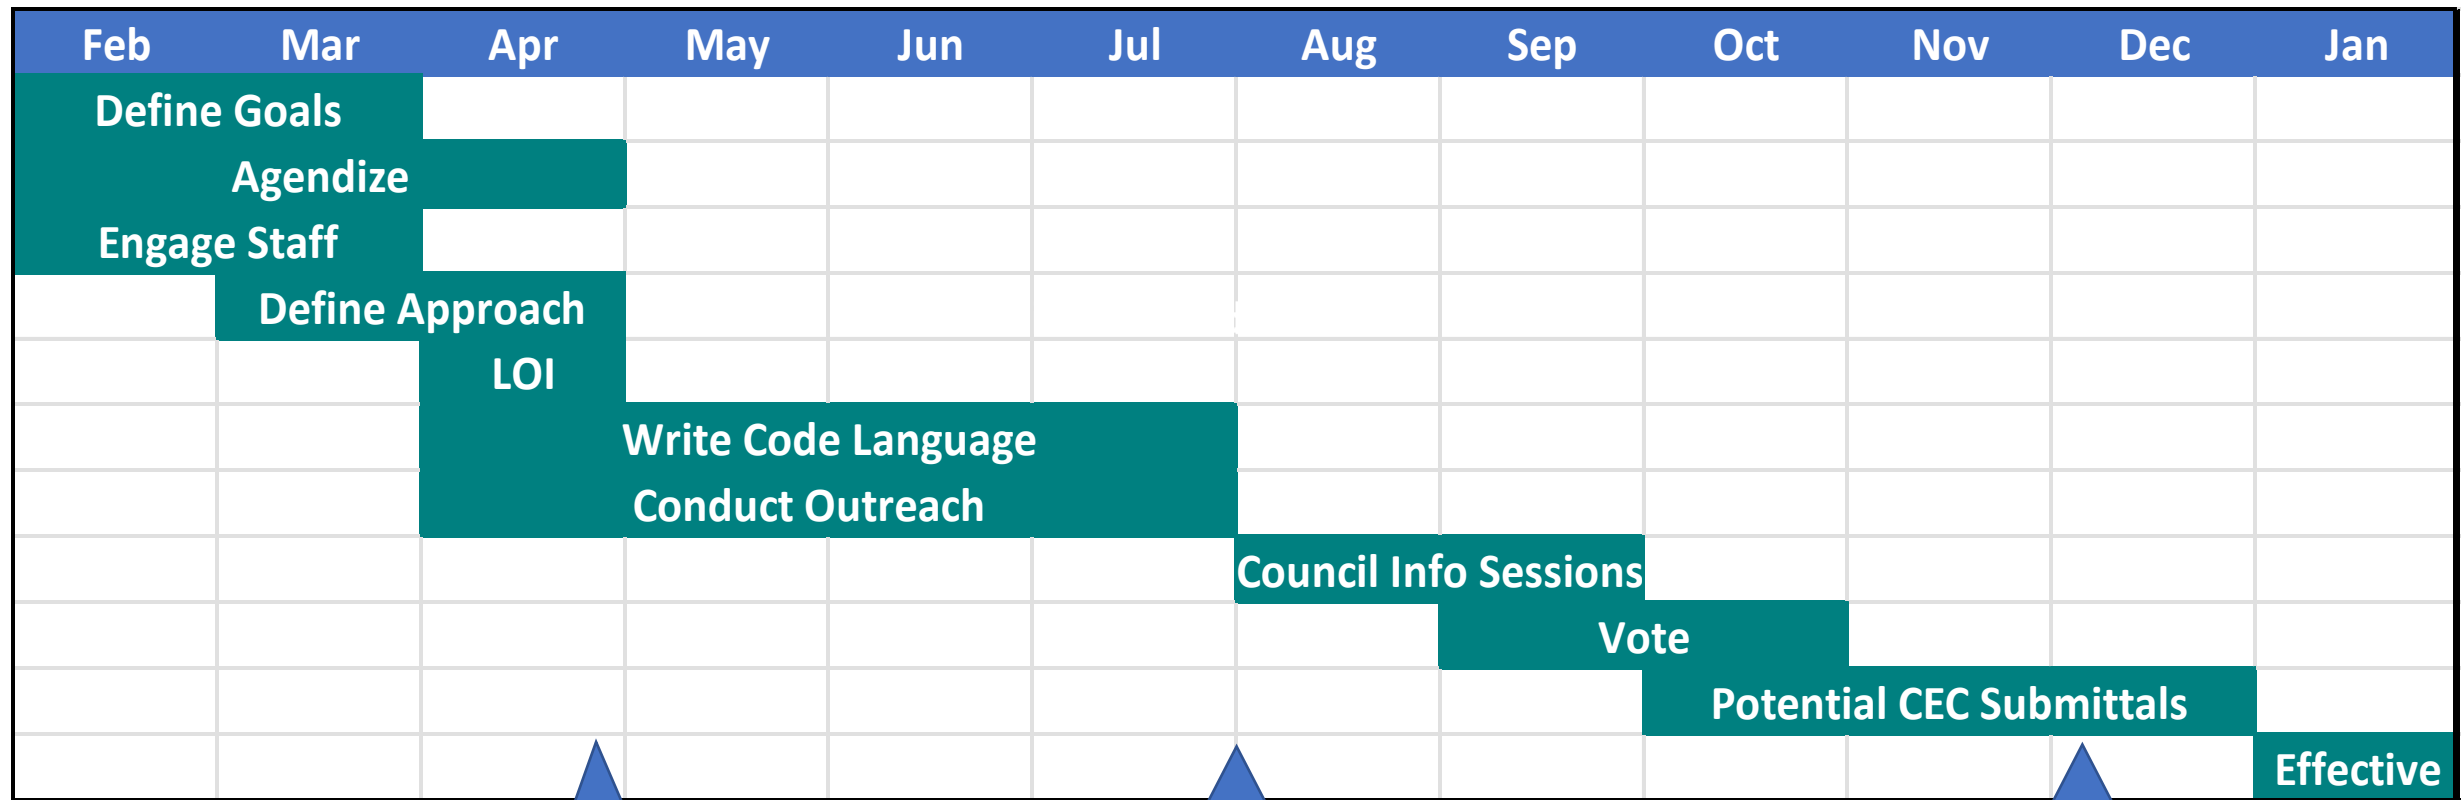 Feb Mar Apr May Jun Jul Aug Sep Oct Nov Dec Jan
Define Goals
Agendize
Engage Staff
Define Approach
LOI
Write Code Language
Conduct Outreach
Council Info Sessions
Vote
Potential CEC Submittals
Effective